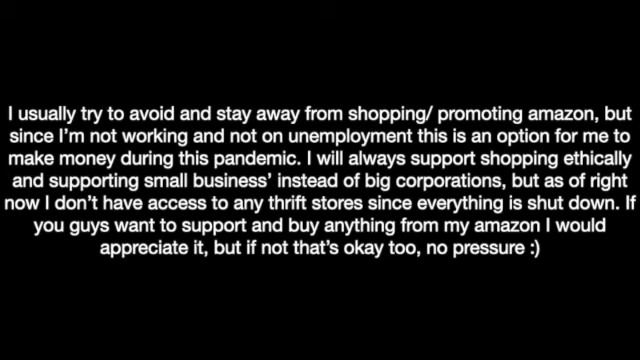 I usually try to avoid and stay away from shopping/ promoting amazon, but
since I'm not working and not on unemployment this is an option for me to
make money during this pandemic. I will always support shopping ethically
and supporting small business' instead of big corporations, but as of right
now I don't have access to any thrift stores since everything is shut down. If
you guys want to support and buy anything from my amazon I would
appreciate it, but if not that's okay too, no pressure :)